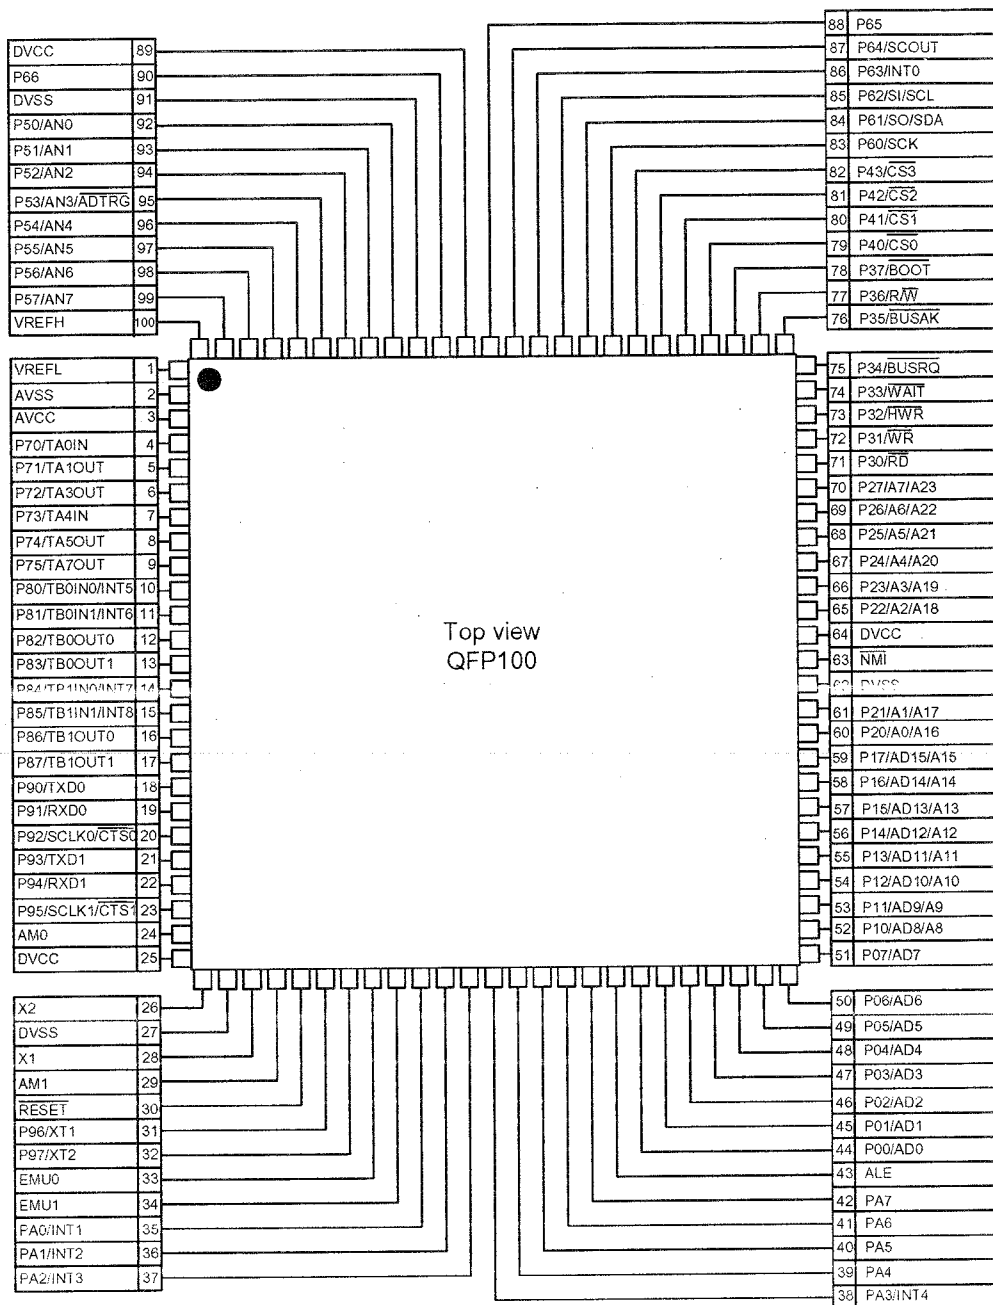 DVCC 89
P66 90
DVSS 91
P50/AN0 92
P51/AN1 93
P52/AN2 94
P53/AN3/ADTRG 95
P54/AN4 96
P55/AN5 97
P56/AN6 98
P57/AN7 99
VREFH 100
88 P65
87 P64/SCOUT
86 P63/INT0
85 P62/SI/SCL
84 P61/SO/SDA
83 P60/SCK
82 P43/CS3
81 P42/CS2
80 P41/CS1
79 P40/CS0
78 P37/BOOT
77 P36/R/W
76 P35/BUSAK
VREFL 1
AVSS 2
AVCC 3
P70/TA0IN 4
P71/TA1OUT 5
P72/TA3OUT 6
P73/TA4IN 7
P74/TA5OUT 8
P75/TA7OUT 9
P80/TB0IN0/INT5 10
P81/TB0IN1/INT6 11
P82/TB0OUT0 12
P83/TB0OUT1 13
P84/TB1IN0/INT7 14
P85/TB1IN1/INT8 15
P86/TB1OUT0 16
P87/TB1OUT1 17
P90/TXD0 18
P91/RXD0 19
P92/SCLK0/CTS0 20
P93/TXD1 21
P94/RXD1 22
P95/SCLK1/CTS1 23
AM0 24
DVCC 25
Top view
QFP100
75 P34/BUSRQ
74 P33/WAIT
73 P32/HWR
72 P31/WR
71 P30/RD
70 P27/A7/A23
69 P26/A6/A22
68 P25/A5/A21
67 P24/A4/A20
66 P23/A3/A19
65 P22/A2/A18
64 DVCC
63 NMI
62 DVSS
61 P21/A1/A17
60 P20/A0/A16
59 P17/AD15/A15
58 P16/AD14/A14
57 P15/AD13/A13
56 P14/AD12/A12
55 P13/AD11/A11
54 P12/AD10/A10
53 P11/AD9/A9
52 P10/AD8/A8
51 P07/AD7
X2 26
DVSS 27
X1 28
AM1 29
RESET 30
P96/XT1 31
P97/XT2 32
EMU0 33
EMU1 34
PA0/INT1 35
PA1/INT2 36
PA2/INT3 37
50 P06/AD6
49 P05/AD5
48 P04/AD4
47 P03/AD3
46 P02/AD2
45 P01/AD1
44 P00/AD0
43 ALE
42 PA7
41 PA6
40 PA5
39 PA4
38 PA3/INT4